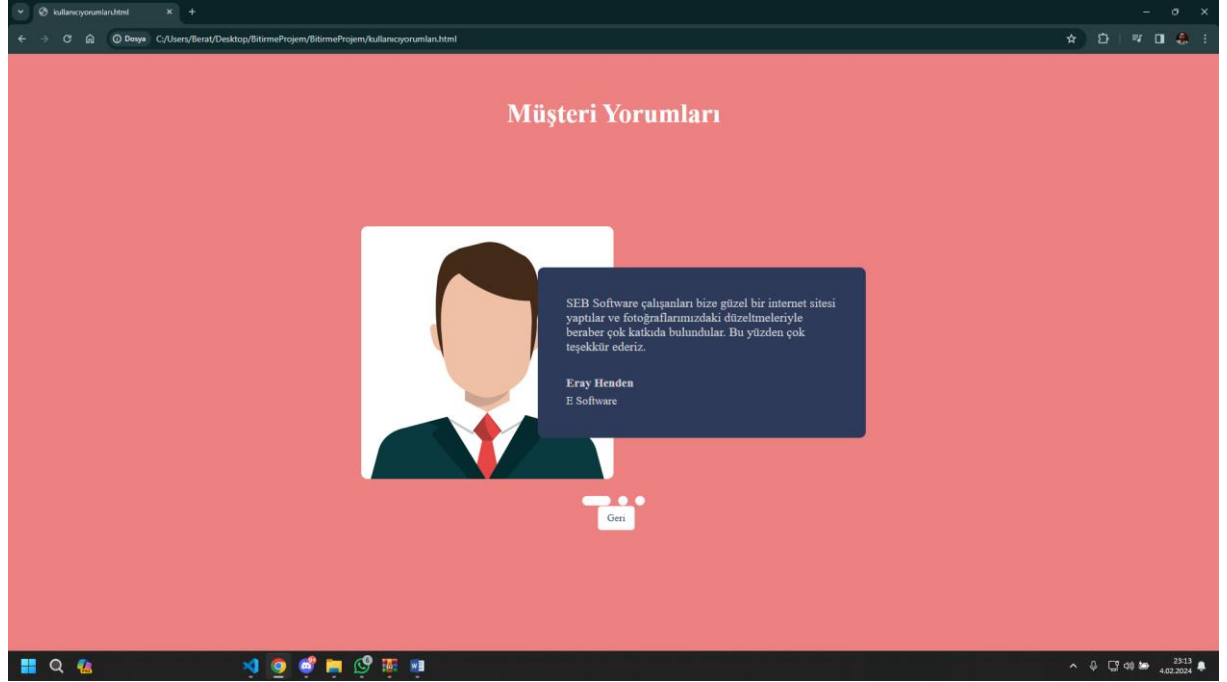 kullanıcıyorumları.html
Dosya
C:/Users/Berat/Desktop/BitirmeProjem/BitirmeProjem/kullanıcıyorumları.html
Müşteri Yorumları
SEB Software çalışanları bize güzel bir internet sitesi
yaptılar ve fotoğraflarımızdaki düzeltmeleriyle
beraber çok katkıda bulundular. Bu yüzden çok
teşekkür ederiz.
Eray Henden
E Software
Geri
23:13
4.02.2024